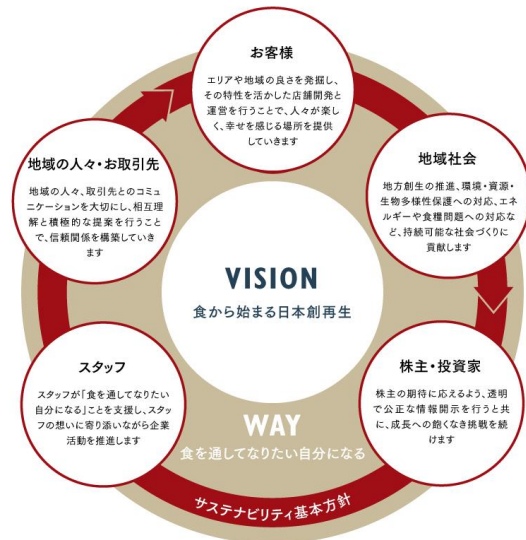 お客様
エリアや地域の良さを発掘し、
その特性を活かした店舗開発と
運営を行うことで、人々が楽し
く、幸せを感じる場所を提供
していきます
地域の人々・お取引先
地域の人々、取引先とのコミュ
ニケーションを大切にし、相互
理解と積極的な提案を行うこと
で、信頼関係を構築していき
ます
地域社会
地方創生の推進、環境・資源・
生物多様性保護への対応、エネ
ルギーや食糧問題への対応な
ど、持続可能な社会づくりに
貢献します
VISION
食から始まる日本創再生
スタッフ
スタッフが「食を通してなりたい
自分になる」ことを支援し、スタッ
フの想いに寄り添いながら企業
活動を推進します
株主・投資家
株主の期待に応えるよう、透明
で公正な情報開示を行うと共
に、成長への飽くなき挑戦を続
けます
WAY
食を通してなりたい自分になる
サステナビリティ基本方針